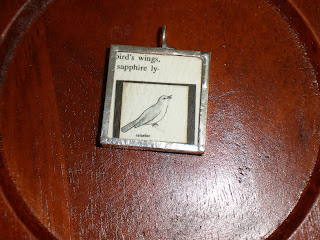 bird's wings,
sapphire ly-